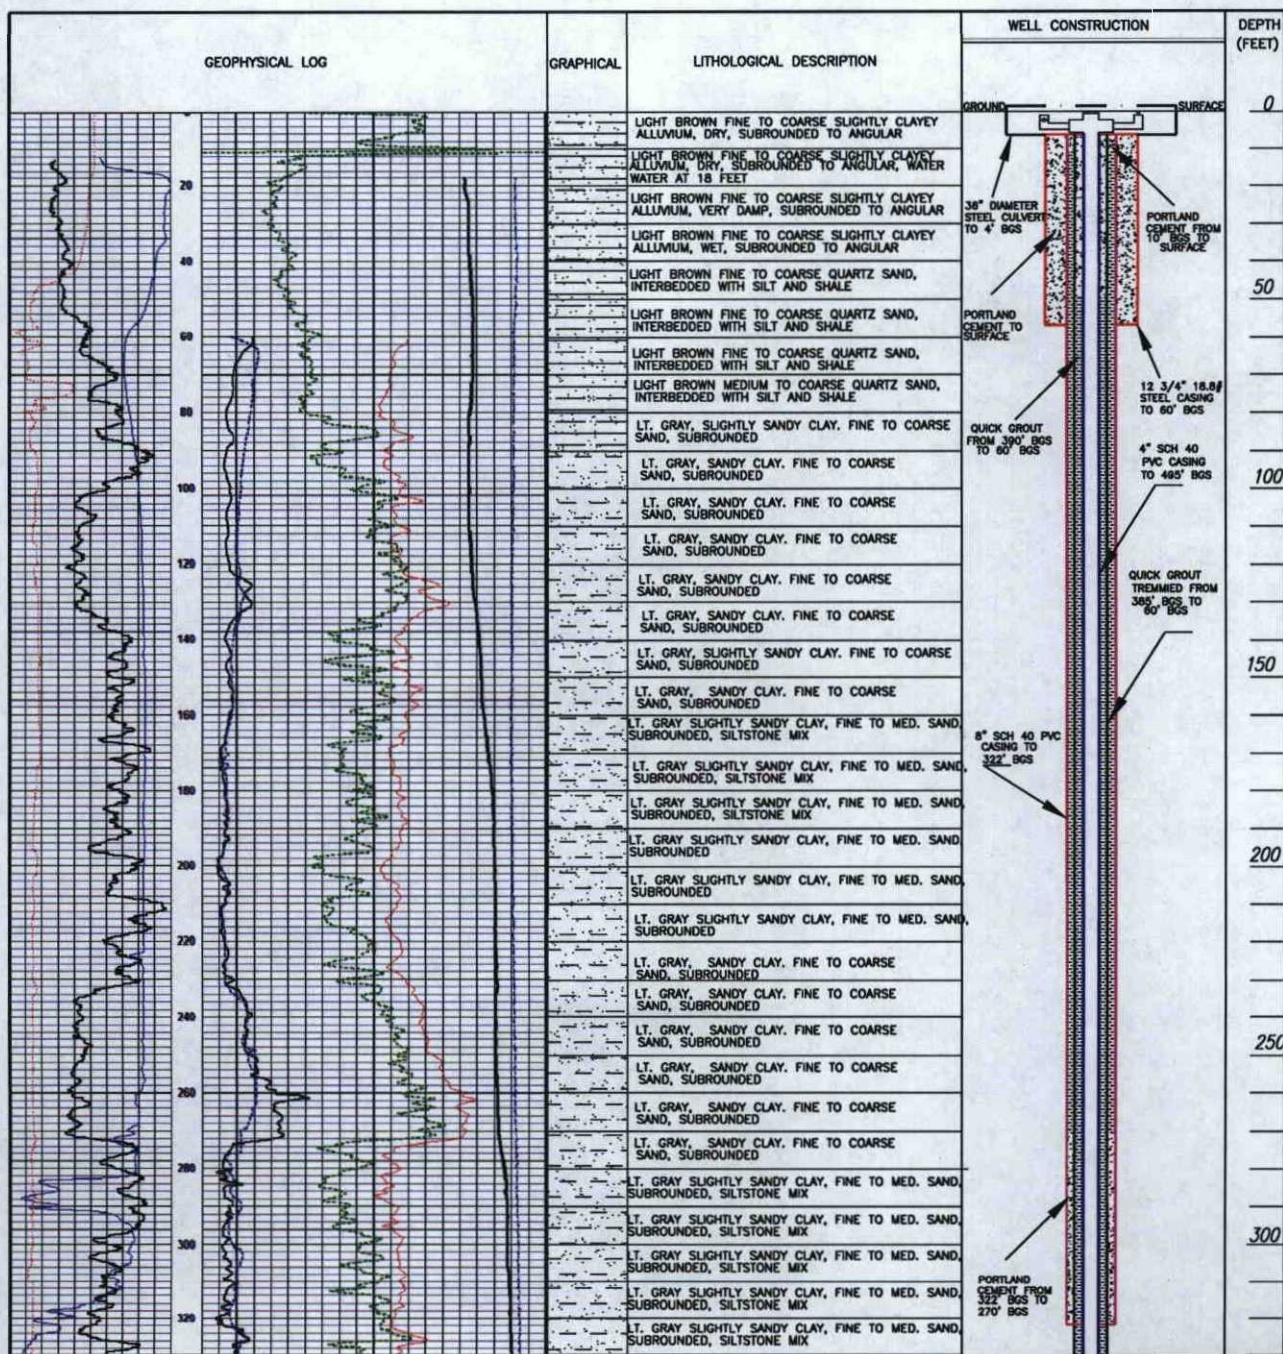 GEOPHYSICAL LOG
GRAPHICAL
LITHOLOGICAL DESCRIPTION
WELL CONSTRUCTION
DEPTH
(FEET)
GROUND
SURFACE
0
LIGHT BROWN FINE TO COARSE SLIGHTLY CLAYEY
ALLUVIUM, DRY, SUBROUNDED TO ANGULAR
LIGHT BROWN FINE TO COARSE SLIGHTLY CLAYEY
ALLUVIUM, DRY, SUBROUNDED TO ANGULAR, WATER
WATER AT 18 FEET
LIGHT BROWN FINE TO COARSE SLIGHTLY CLAYEY
ALLUVIUM, VERY DAMP, SUBROUNDED TO ANGULAR
LIGHT BROWN FINE TO COARSE SLIGHTLY CLAYEY
ALLUVIUM, WET, SUBROUNDED TO ANGULAR
LIGHT BROWN FINE TO COARSE QUARTZ SAND,
INTERBEDDED WITH SILT AND SHALE
LIGHT BROWN FINE TO COARSE QUARTZ SAND,
INTERBEDDED WITH SILT AND SHALE
LIGHT BROWN FINE TO COARSE QUARTZ SAND,
INTERBEDDED WITH SILT AND SHALE
LIGHT BROWN MEDIUM TO COARSE QUARTZ SAND,
INTERBEDDED WITH SILT AND SHALE
LT. GRAY, SLIGHTLY SANDY CLAY. FINE TO COARSE
SAND, SUBROUNDED
LT. GRAY, SANDY CLAY. FINE TO COARSE
SAND, SUBROUNDED
LT. GRAY, SANDY CLAY. FINE TO COARSE
SAND, SUBROUNDED
LT. GRAY, SANDY CLAY. FINE TO COARSE
SAND, SUBROUNDED
LT. GRAY, SANDY CLAY. FINE TO COARSE
SAND, SUBROUNDED
LT. GRAY, SANDY CLAY. FINE TO COARSE
SAND, SUBROUNDED
LT. GRAY, SLIGHTLY SANDY CLAY. FINE TO COARSE
SAND, SUBROUNDED
LT. GRAY, SANDY CLAY. FINE TO COARSE
SAND, SUBROUNDED
LT. GRAY SLIGHTLY SANDY CLAY, FINE TO MED. SAND,
SUBROUNDED, SILTSTONE MIX
LT. GRAY SLIGHTLY SANDY CLAY, FINE TO MED. SAND,
SUBROUNDED, SILTSTONE MIX
LT. GRAY SLIGHTLY SANDY CLAY, FINE TO MED. SAND,
SUBROUNDED, SILTSTONE MIX
LT. GRAY SLIGHTLY SANDY CLAY, FINE TO MED. SAND,
SUBROUNDED
LT. GRAY SLIGHTLY SANDY CLAY, FINE TO MED. SAND,
SUBROUNDED
LT. GRAY SLIGHTLY SANDY CLAY, FINE TO MED. SAND,
SUBROUNDED
LT. GRAY, SANDY CLAY. FINE TO COARSE
SAND, SUBROUNDED
LT. GRAY, SANDY CLAY. FINE TO COARSE
SAND, SUBROUNDED
LT. GRAY, SANDY CLAY. FINE TO COARSE
SAND, SUBROUNDED
LT. GRAY, SANDY CLAY. FINE TO COARSE
SAND, SUBROUNDED
LT. GRAY, SANDY CLAY. FINE TO COARSE
SAND, SUBROUNDED
LT. GRAY, SANDY CLAY. FINE TO COARSE
SAND, SUBROUNDED
LT. GRAY SLIGHTLY SANDY CLAY, FINE TO MED. SAND,
SUBROUNDED, SILTSTONE MIX
LT. GRAY SLIGHTLY SANDY CLAY, FINE TO MED. SAND,
SUBROUNDED, SILTSTONE MIX
LT. GRAY SLIGHTLY SANDY CLAY, FINE TO MED. SAND,
SUBROUNDED, SILTSTONE MIX
LT. GRAY SLIGHTLY SANDY CLAY, FINE TO MED. SAND,
SUBROUNDED, SILTSTONE MIX
LT. GRAY SLIGHTLY SANDY CLAY, FINE TO MED. SAND,
SUBROUNDED, SILTSTONE MIX
20
40
60
80
100
120
140
160
180
200
220
240
260
280
300
320
36" DIAMETER
STEEL CULVERT
TO 4' BGS
PORTLAND
CEMENT FROM
10' BGS TO
SURFACE
PORTLAND
CEMENT TO
SURFACE
12 3/4" 18.8#
STEEL CASING
TO 60' BGS
QUICK GROUT
FROM 390' BGS
TO 60' BGS
4" SCH 40
PVC CASING
TO 495' BGS
QUICK GROUT
TREMMIED FROM
385' BGS TO
60' BGS
8" SCH 40 PVC
CASING TO
322' BGS
PORTLAND
CEMENT FROM
322' BGS TO
270' BGS
50
100
150
200
250
300